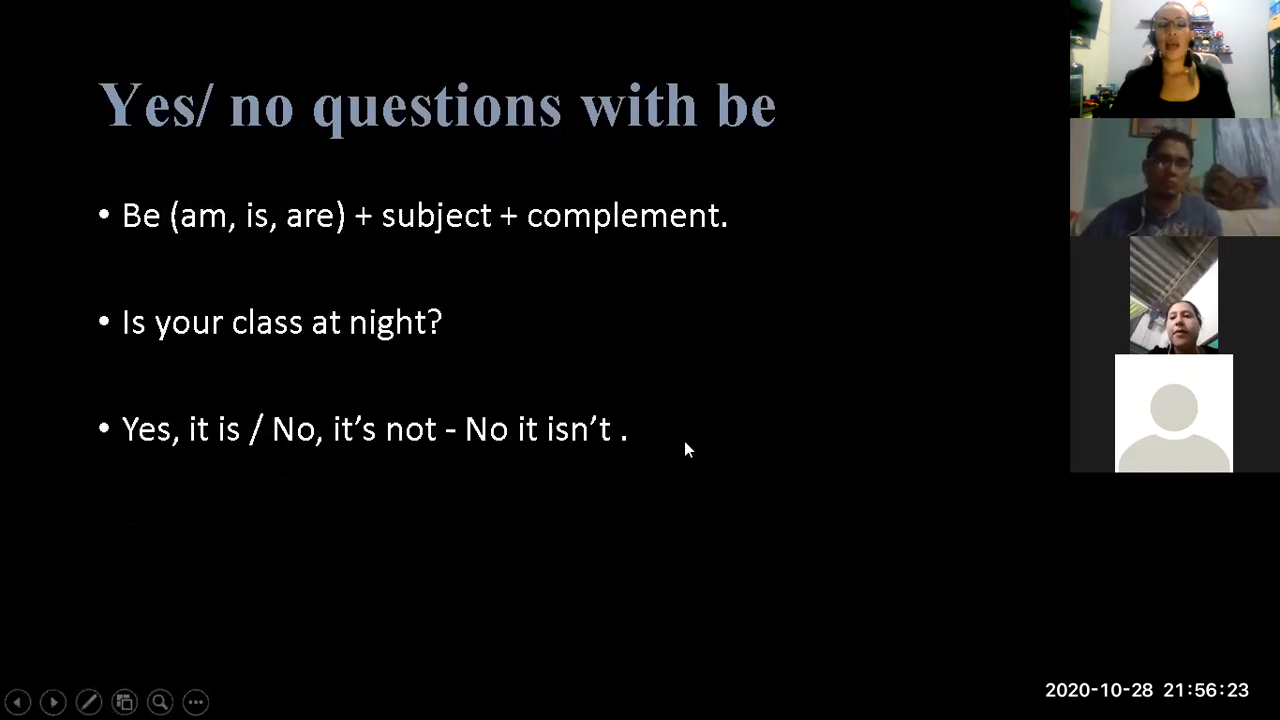 Yes/ no questions with be
• Be (am, is, are) + subject + complement.
• Is your class at night?
• Yes, it is / No, it’s not - No it isn’t .
2020-10-28 21:56:23